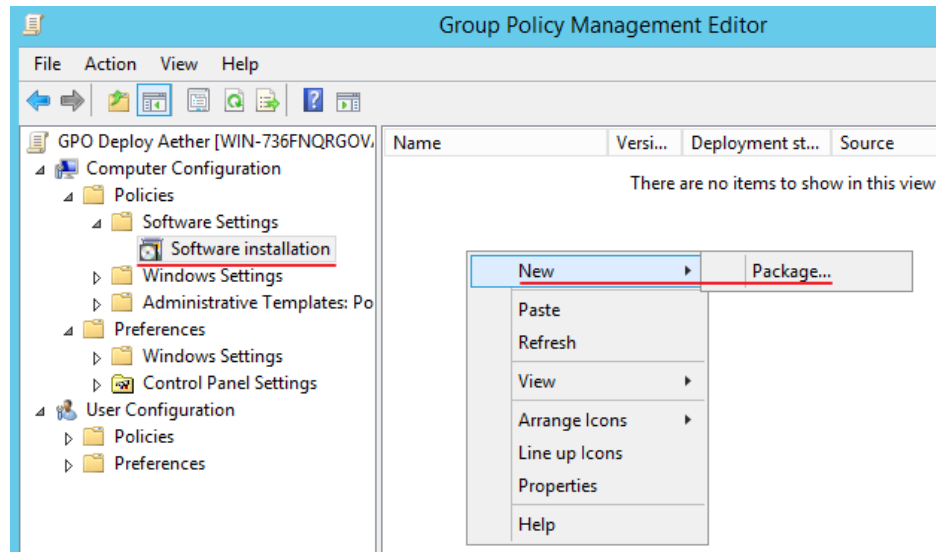 Group Policy Management Editor
File Action View Help
GPO Deploy Aether [WIN-736FNQRGOV
Computer Configuration
Policies
Software Settings
Software installation
Windows Settings
Administrative Templates: Po
Preferences
Windows Settings
Control Panel Settings
User Configuration
Policies
Preferences
Name Versi... Deployment st... Source
There are no items to show in this view
New Package...
Paste
Refresh
View
Arrange Icons
Line up Icons
Properties
Help